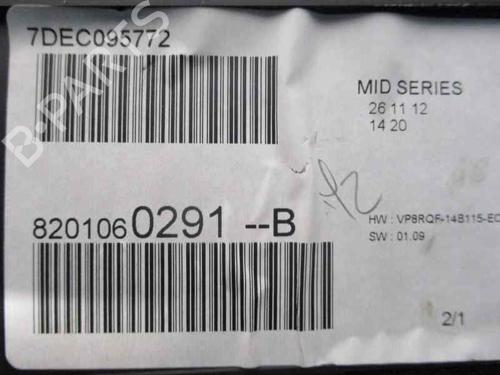 7DEC095772
MID SERIES
26 11 12
14 20
8201060291 --B
HW : VP8RQF-14B115-EC
SW : 01.09
2/1
B-PARTS